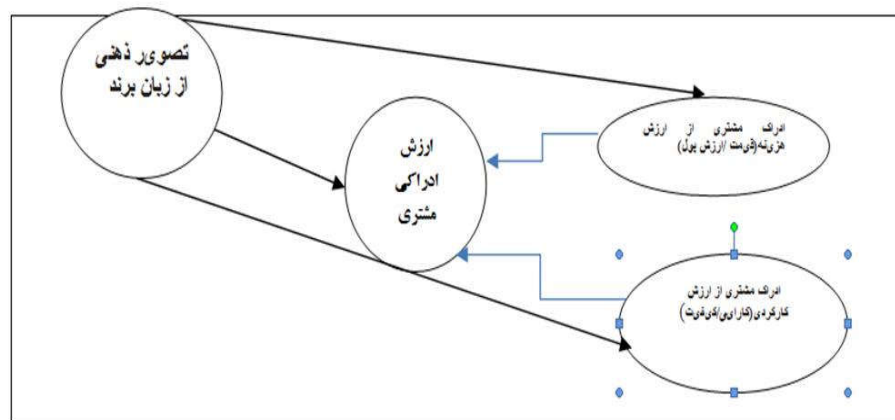 تصویر ذهنی
از زبان برند
ارزش
ادراکی
مشتری
ادراک مشتری از ارزش
هزینه(قیمت /ارزش پول)
ادراک مشتری از ارزش
کارکردی(کارایی/کیفیت)